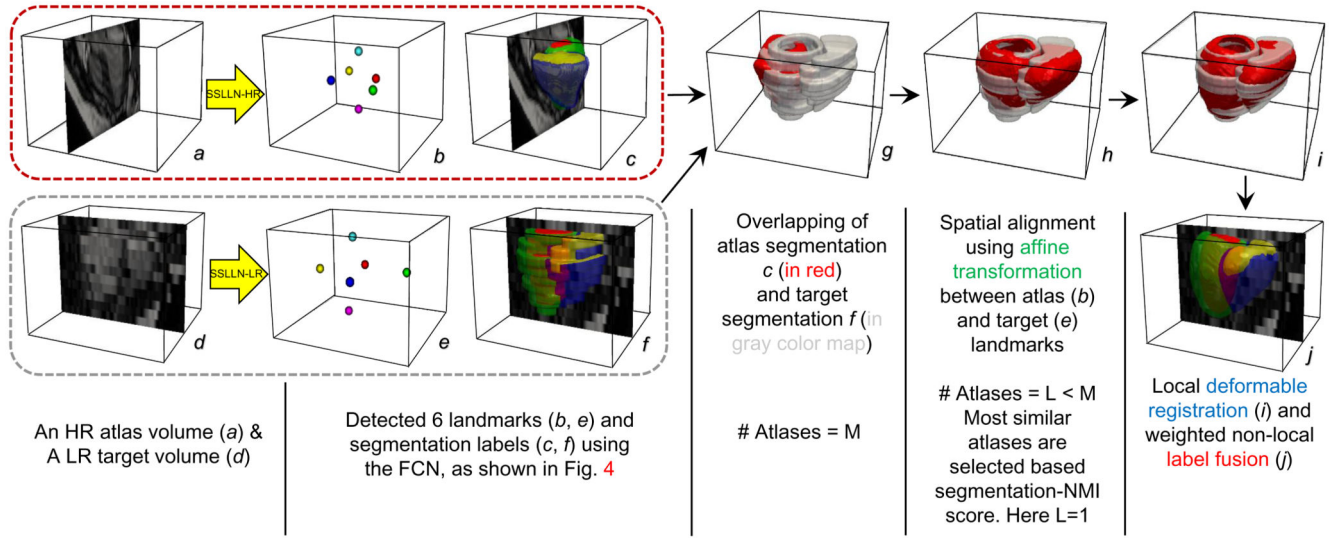 SSLLN-HR
a
b
c
g
h
i
SSLLN-LR
d
e
f
j
An HR atlas volume (a) &
A LR target volume (d)
Detected 6 landmarks (b, e) and
segmentation labels (c, f) using
the FCN, as shown in Fig. 4
Overlapping of
atlas segmentation
c (in red)
and target
segmentation f (in
gray color map)
# Atlases = M
Spatial alignment
using affine
transformation
between atlas (b)
and target (e)
landmarks
# Atlases = L < M
Most similar
atlases are
selected based
segmentation-NMI
score. Here L=1
Local deformable
registration (i) and
weighted non-local
label fusion (j)